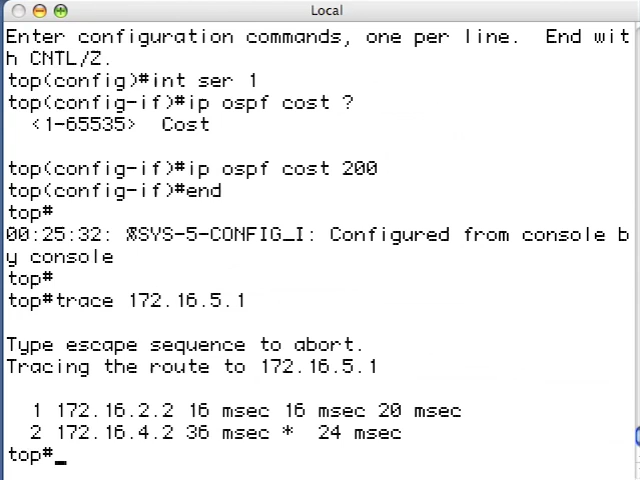 Local
Enter configuration commands, one per line.  End wit
h CNTL/Z.
top(config)#int ser 1
top(config-if)#ip ospf cost ?
  <1-65535>  Cost
top(config-if)#ip ospf cost 200
top(config-if)#end
top#
00:25:32: %SYS-5-CONFIG_I: Configured from console b
y console
top#
top#trace 172.16.5.1
Type escape sequence to abort.
Tracing the route to 172.16.5.1
  1 172.16.2.2 16 msec 16 msec 20 msec
  2 172.16.4.2 36 msec *  24 msec
top#_